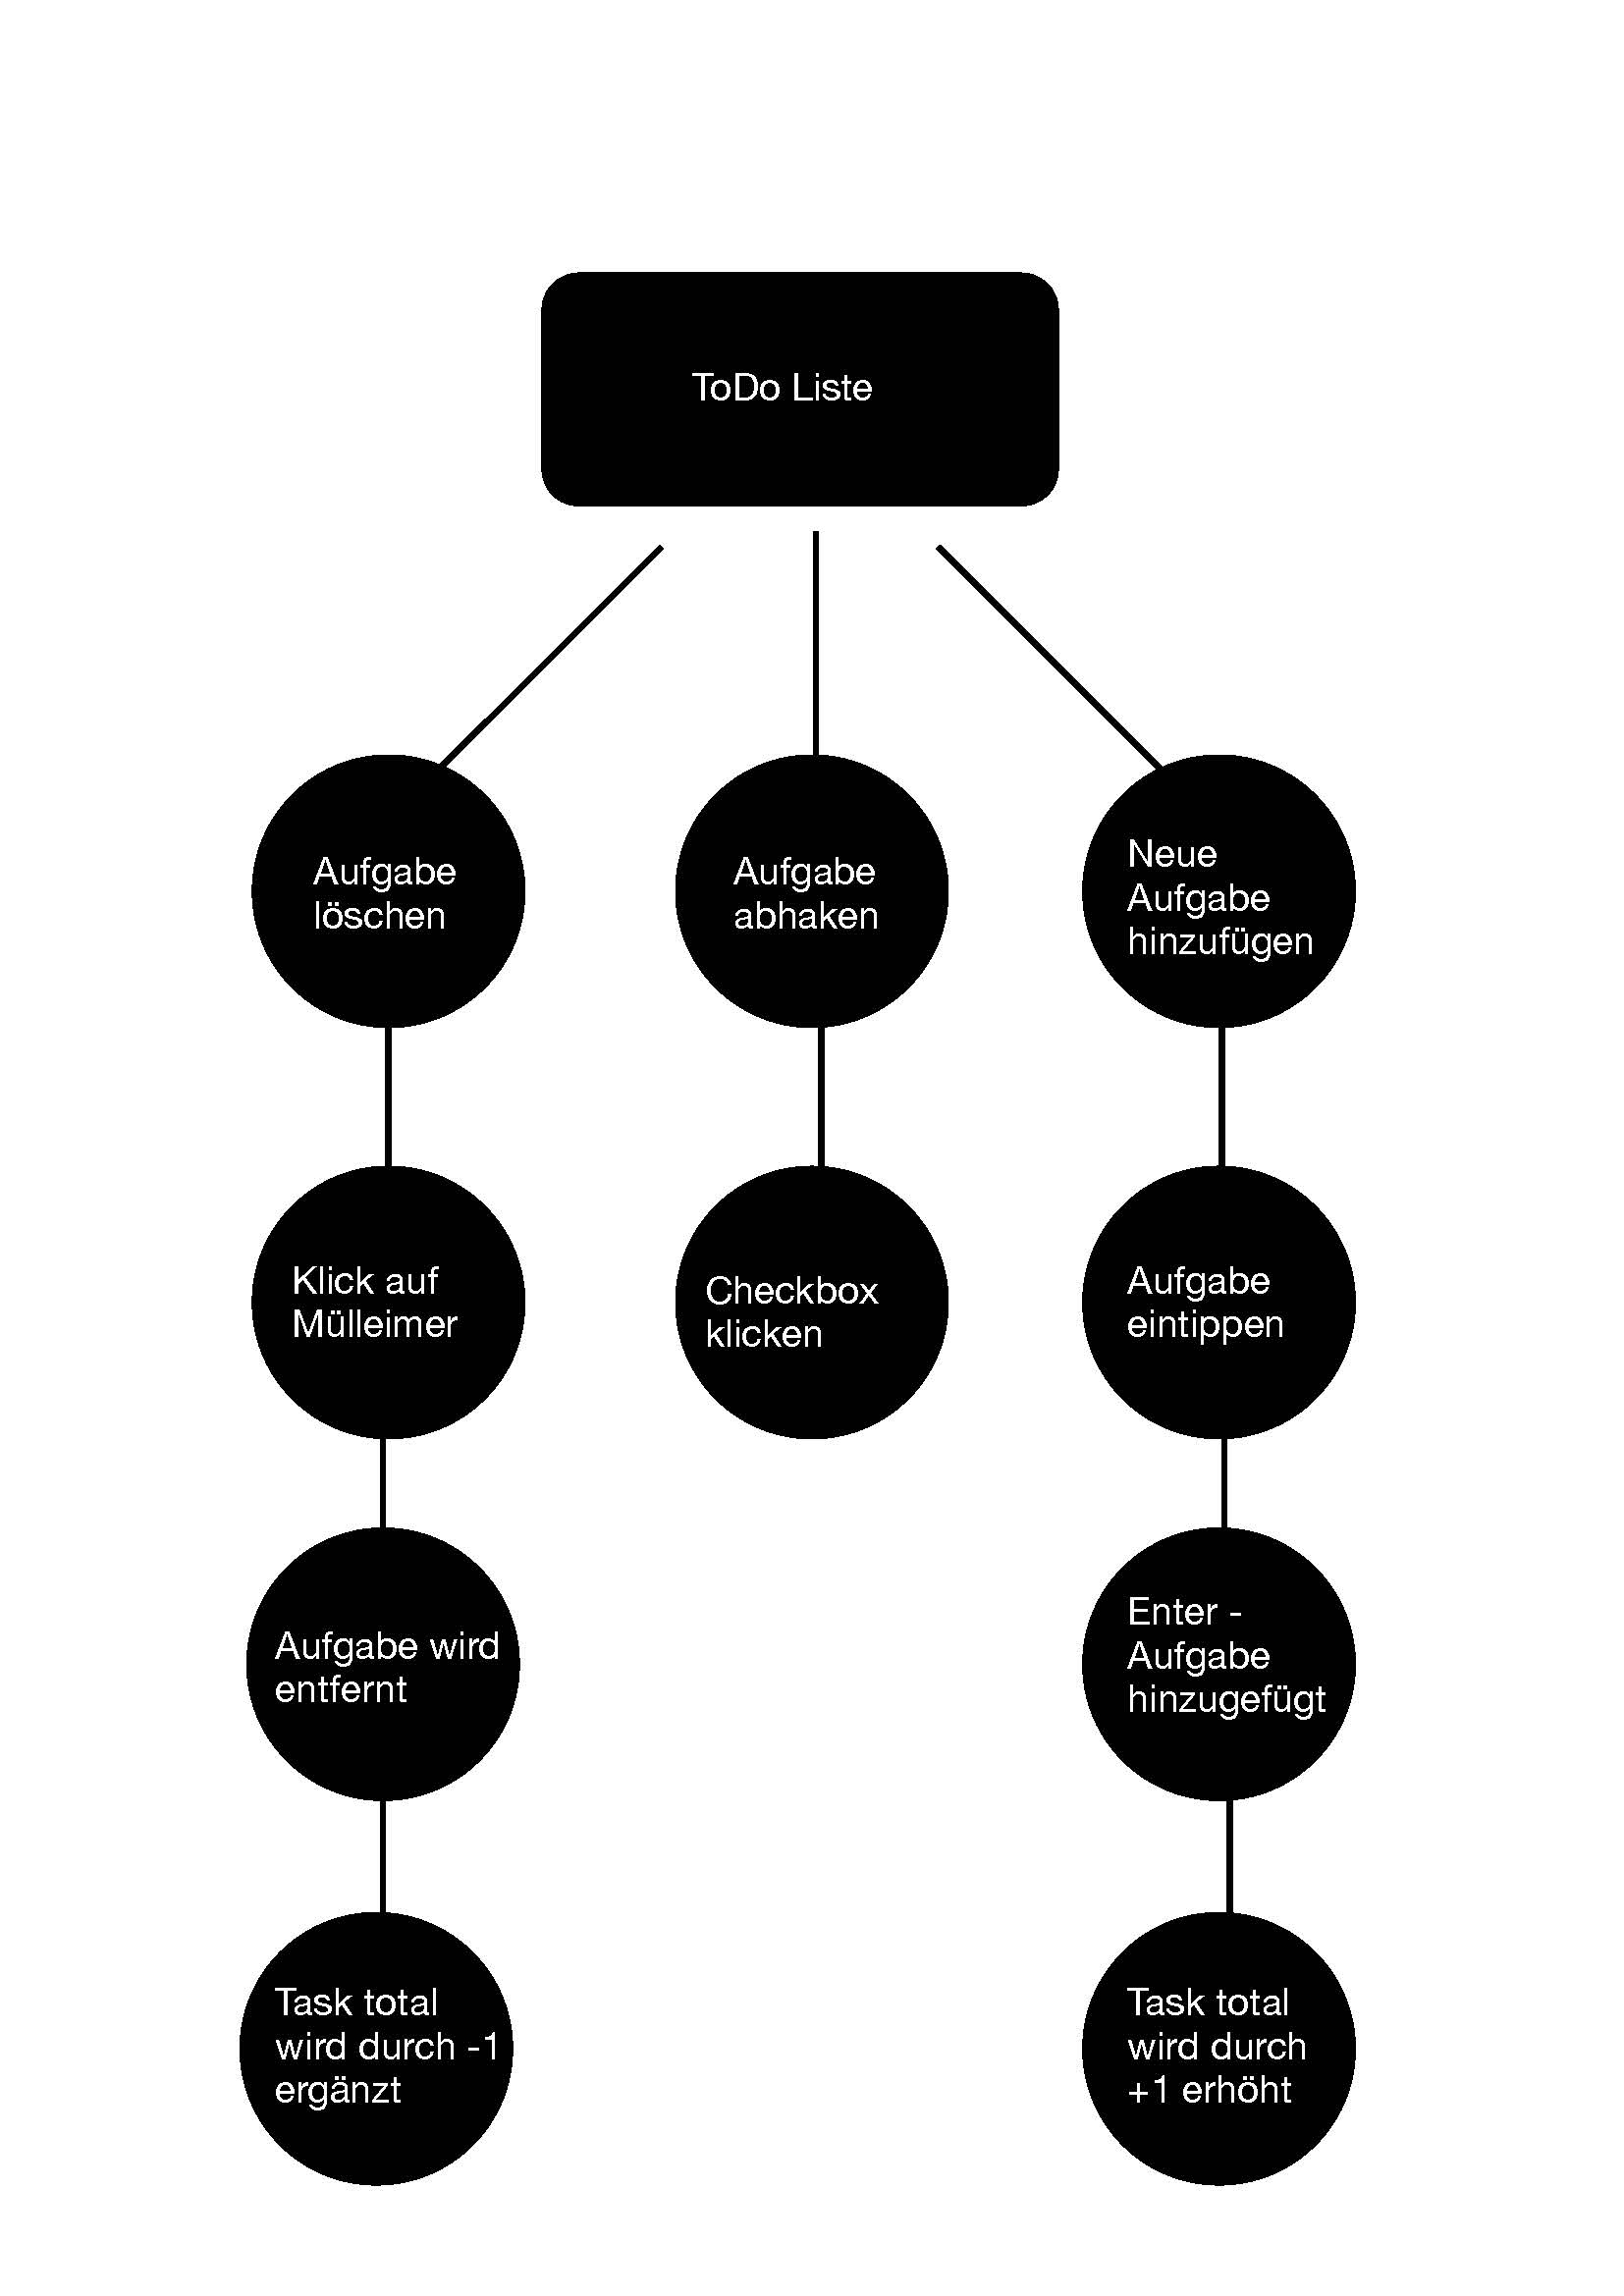 ToDo Liste
Aufgabe
löschen
Aufgabe
abhaken
Neue
Aufgabe
hinzufügen
Klick auf
Mülleimer
Checkbox
klicken
Aufgabe
eintippen
Aufgabe wird
entfernt
Enter -
Aufgabe
hinzugefügt
Task total
wird durch -1
ergänzt
Task total
wird durch
+1 erhöht